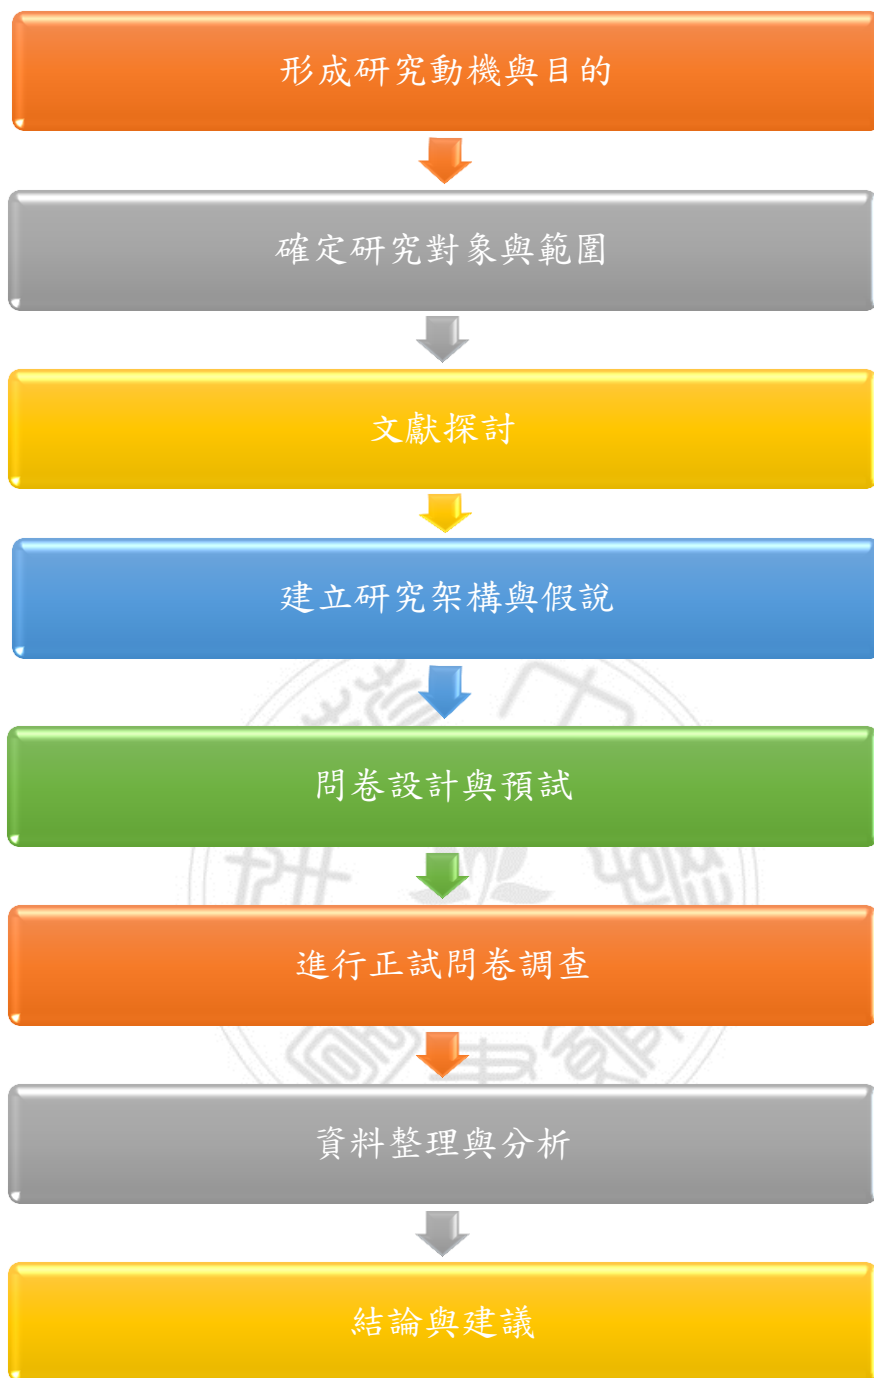 形成研究動機與目的
確定研究對象與範圍
文獻探討
建立研究架構與假說
問卷設計與預試
進行正試問卷調查
資料整理與分析
結論與建議